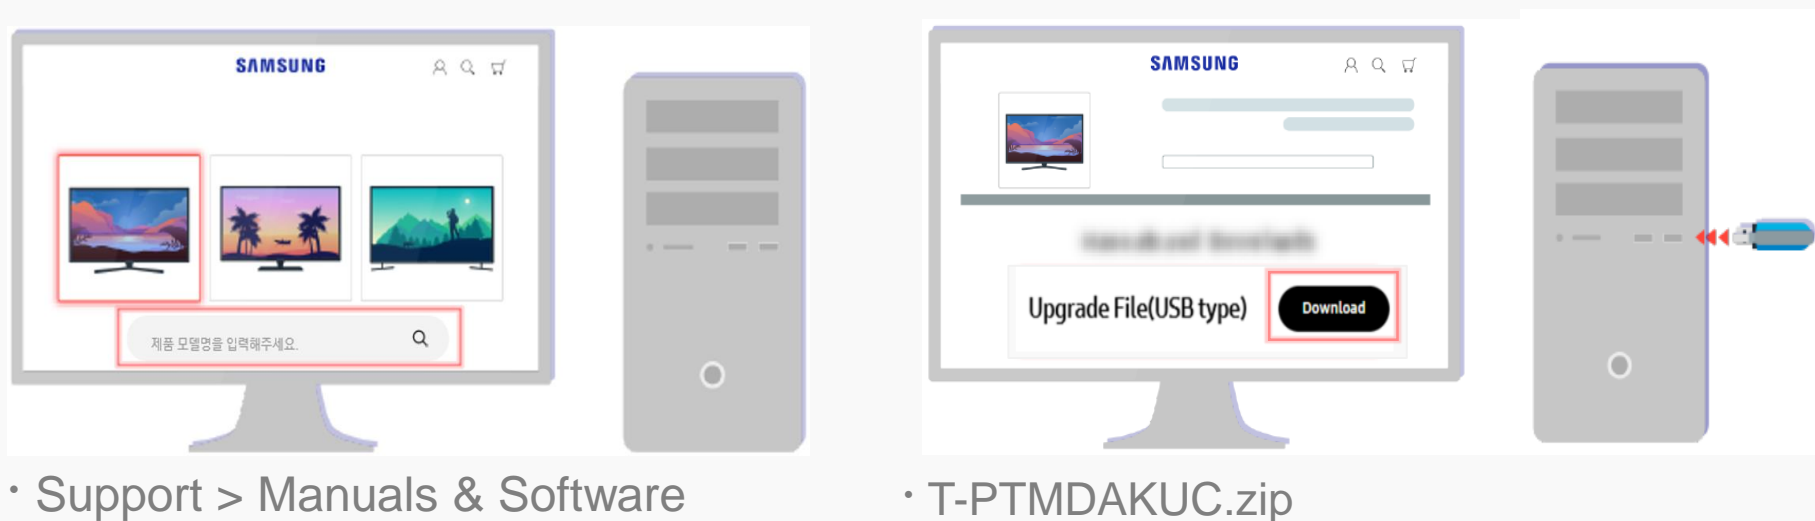 SAMSUNG
제품 모델명을 입력해주세요.
· Support > Manuals & Software
SAMSUNG
Upgrade File(USB type)
Download
· T-PTMDAKUC.zip